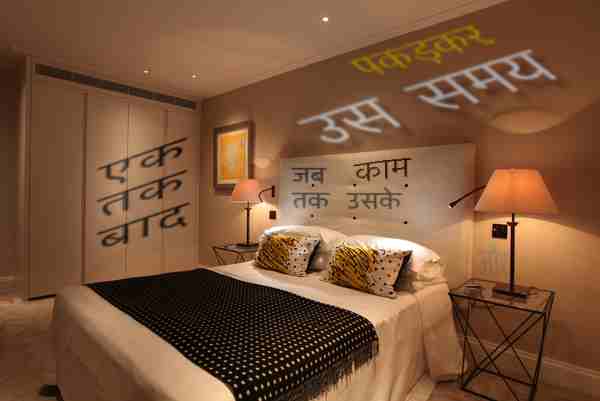 पकड़कर
उस समय
एक
तक
बाद
जब काम
तक उसके